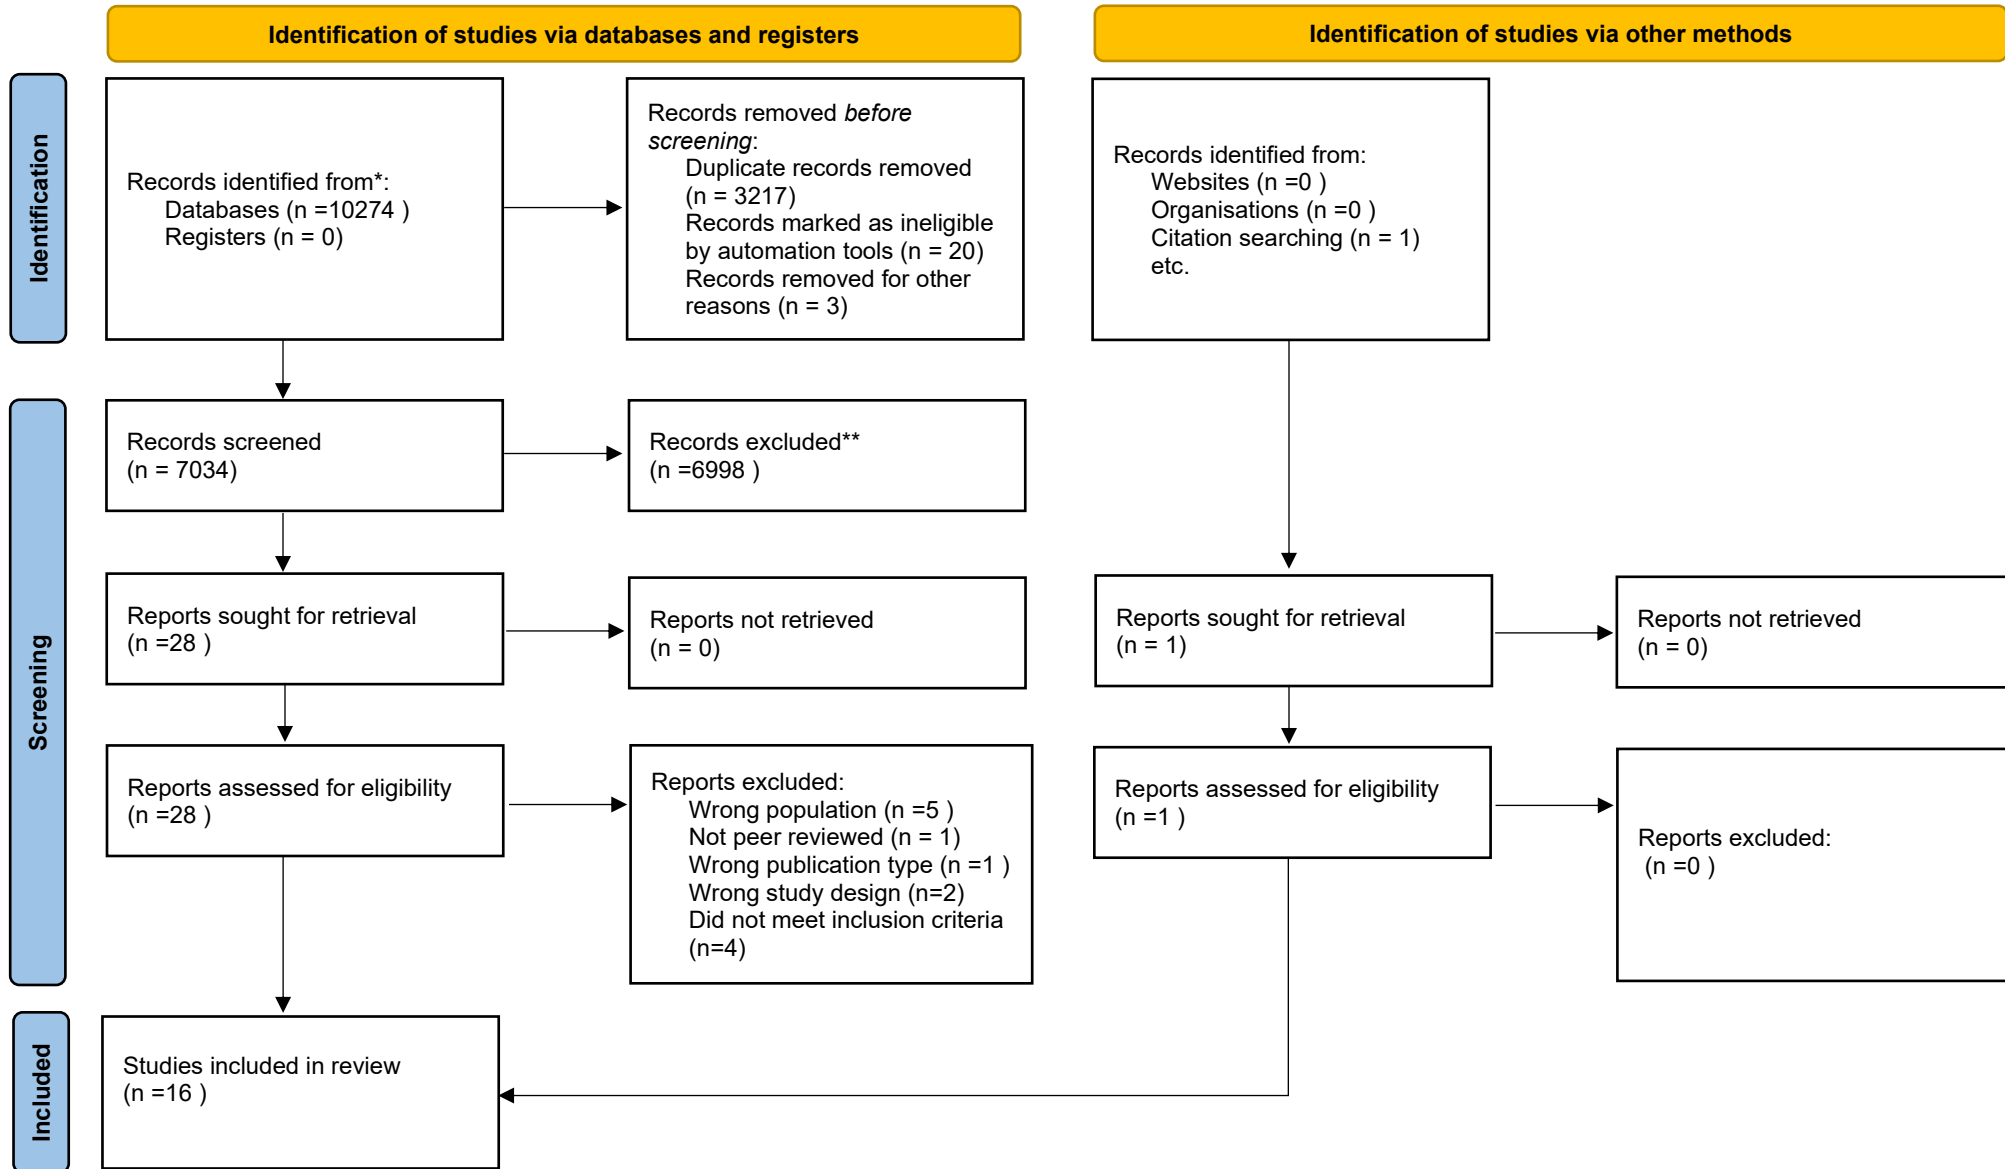 Identification of studies via databases and registers
Identification of studies via other methods
Identification
Records identified from*:
Databases (n =10274 )
Registers (n = 0)
Records removed before
screening:
Duplicate records removed
(n = 3217)
Records marked as ineligible
by automation tools (n = 20)
Records removed for other
reasons (n = 3)
Records identified from:
Websites (n =0 )
Organisations (n =0 )
Citation searching (n = 1)
etc.
Screening
Records screened
(n = 7034)
Records excluded**
(n =6998 )
Reports sought for retrieval
(n =28 )
Reports not retrieved
(n = 0)
Reports sought for retrieval
(n = 1)
Reports not retrieved
(n = 0)
Reports assessed for eligibility
(n =28 )
Reports excluded:
Wrong population (n =5 )
Not peer reviewed (n = 1)
Wrong publication type (n =1 )
Wrong study design (n=2)
Did not meet inclusion criteria
(n=4)
Reports assessed for eligibility
(n =1 )
Reports excluded:
(n =0 )
Included
Studies included in review
(n =16 )